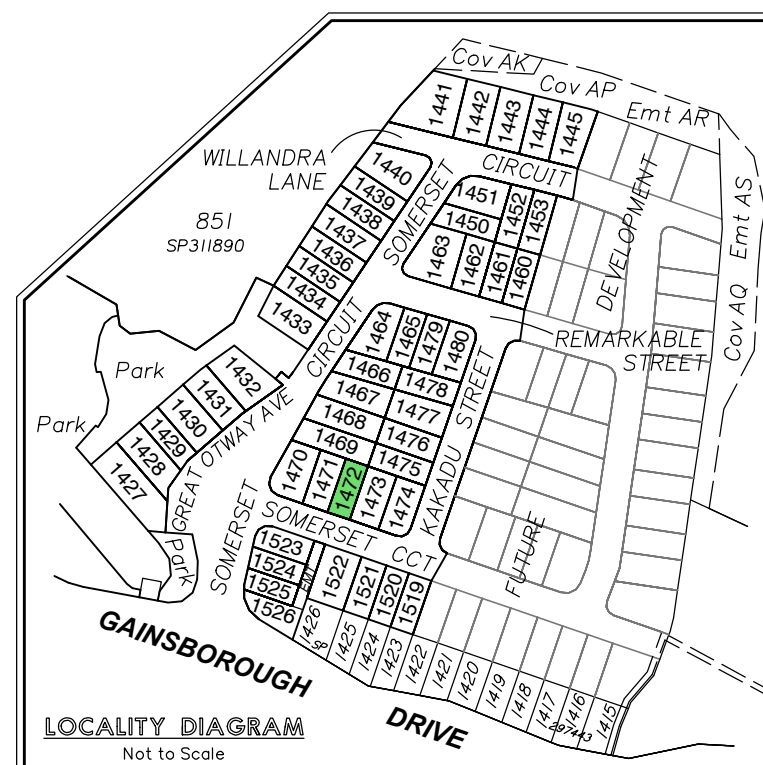 Cov AK
Cov AP
Emt AR
Emt AS
Cov AQ
1441
1442
1443
1444
1445
WILLANDRA
LANE
CIRCUIT
SOMERSET
DEVELOPMENT
851
SP311890
1440
1439
1438
1437
1436
1435
1434
1433
1451
1450
1452
1453
1463
1462
1461
1460
CIRCUIT
REMARKABLE
STREET
1464
1465
1479
1480
1466
1478
1467
1477
1468
1476
1469
1475
1470
1471
1472
1473
1474
KAKADU STREET
Park
Park
1432
1431
1430
1429
1428
1427
GREAT OTWAY AVE
Park
SOMERSET
SOMERSET CCT
FUTURE
1523
1524
1525
1526
EMT
1522
1521
1520
1519
1426
SP
1425
1424
1423
1422
1421
1420
1419
1418
1417
1416
1415
297443
GAINSBOROUGH
DRIVE
LOCALITY DIAGRAM
Not to Scale